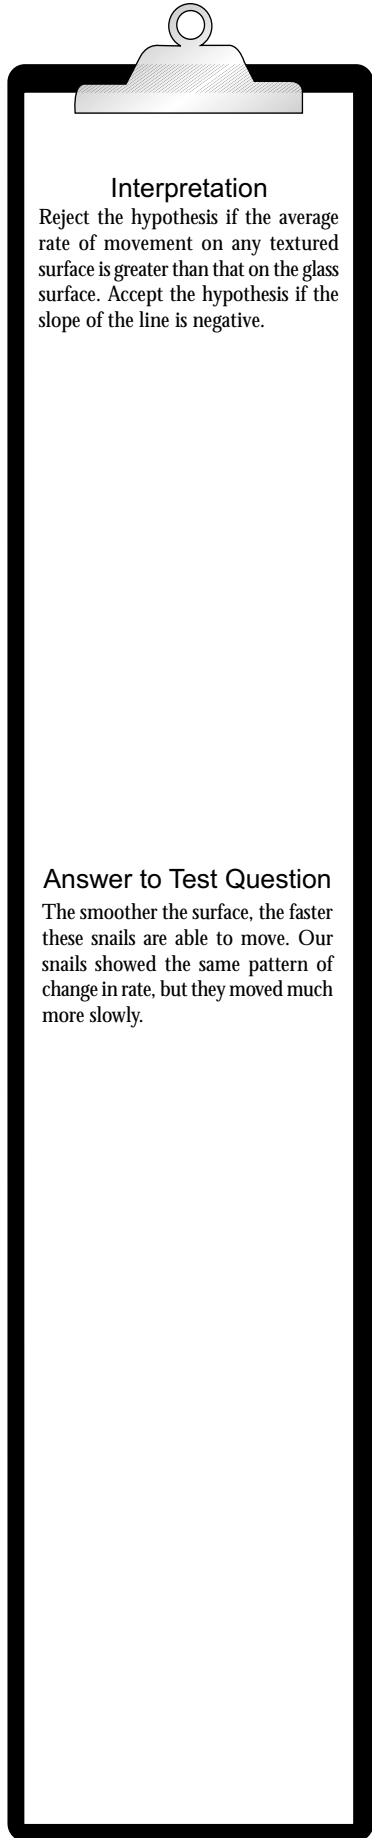 Interpretation
Reject the hypothesis if the average
rate of movement on any textured
surface is greater than that on the glass
surface. Accept the hypothesis if the
slope of the line is negative.
Answer to Test Question
The smoother the surface, the faster
these snails are able to move. Our
snails showed the same pattern of
change in rate, but they moved much
more slowly.